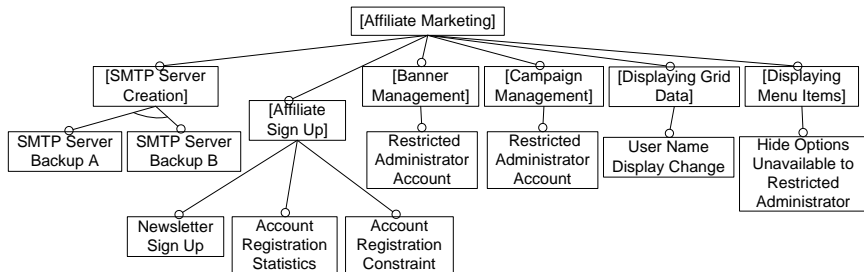 [Affiliate Marketing]
[SMTP Server
Creation]
[Affiliate
Sign Up]
[Banner
Management]
[Campaign
Management]
[Displaying Grid
Data]
[Displaying
Menu Items]
SMTP Server
Backup A
SMTP Server
Backup B
Restricted
Administrator
Account
Restricted
Administrator
Account
User Name
Display Change
Hide Options
Unavailable to
Restricted
Administrator
Newsletter
Sign Up
Account
Registration
Statistics
Account
Registration
Constraint